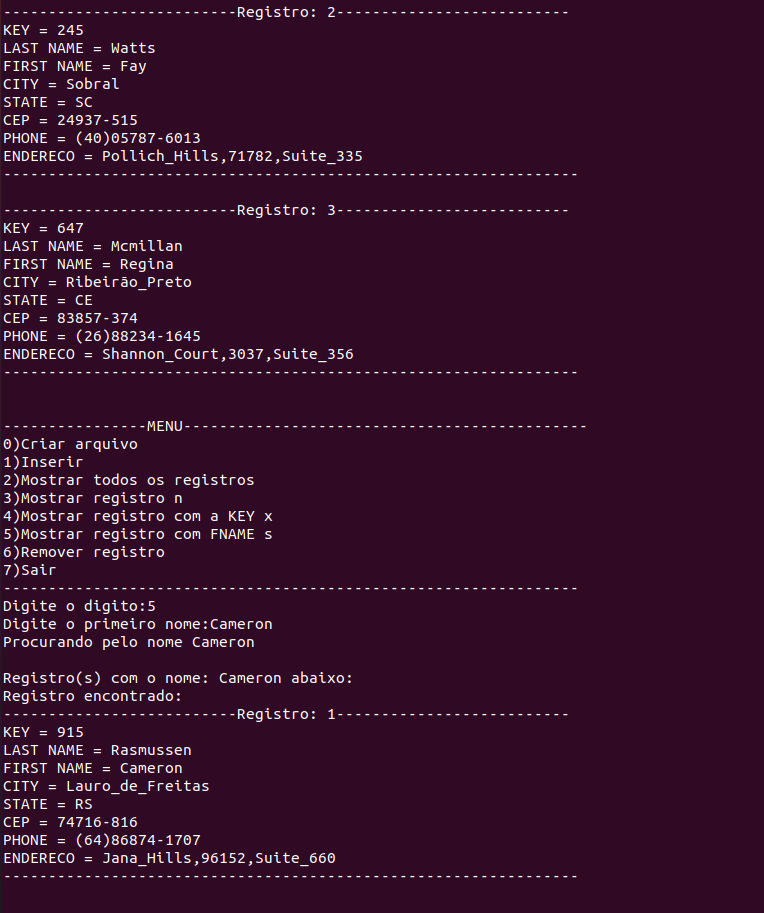 --------------------------Registro: 2--------------------------
KEY = 245
LAST NAME = Watts
FIRST NAME = Fay
CITY = Sobral
STATE = SC
CEP = 24937-515
PHONE = (40)05787-6013
ENDERECO = Pollich_Hills,71782,Suite_335
----------------------------------------------------------------
--------------------------Registro: 3--------------------------
KEY = 647
LAST NAME = Mcmillan
FIRST NAME = Regina
CITY = Ribeirão_Preto
STATE = CE
CEP = 83857-374
PHONE = (26)88234-1645
ENDERECO = Shannon_Court,3037,Suite_356
----------------------------------------------------------------
----------------MENU---------------------------------------------
0)Criar arquivo
1)Inserir
2)Mostrar todos os registros
3)Mostrar registro n
4)Mostrar registro com a KEY x
5)Mostrar registro com FNAME s
6)Remover registro
7)Sair
----------------------------------------------------------------
Digite o digito:5
Digite o primeiro nome:Cameron
Procurando pelo nome Cameron
Registro(s) com o nome: Cameron abaixo:
Registro encontrado:
--------------------------Registro: 1--------------------------
KEY = 915
LAST NAME = Rasmussen
FIRST NAME = Cameron
CITY = Lauro_de_Freitas
STATE = RS
CEP = 74716-816
PHONE = (64)86874-1707
ENDERECO = Jana_Hills,96152,Suite_660
----------------------------------------------------------------